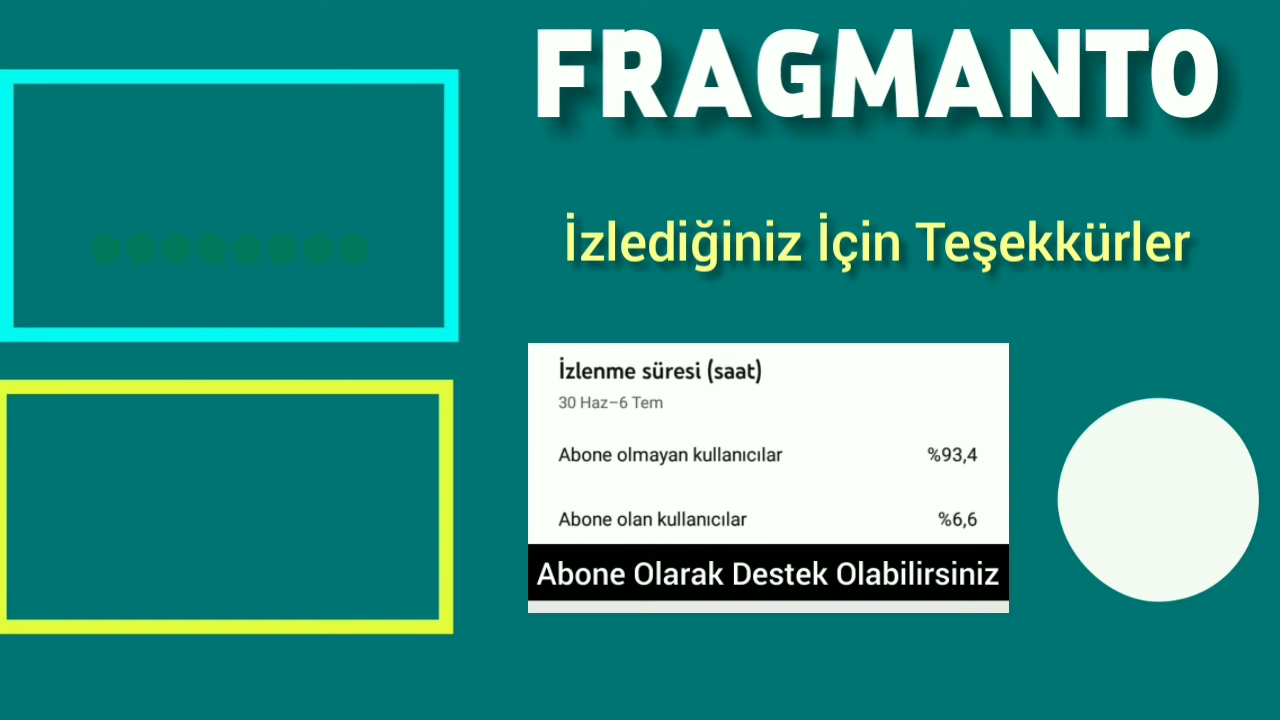 FRAGMANTO
İzlediğiniz İçin Teşekkürler
İzlenme süresi (saat)
30 Haz–6 Tem
Abone olmayan kullanıcılar %93,4
Abone olan kullanıcılar %6,6
Abone Olarak Destek Olabilirsiniz